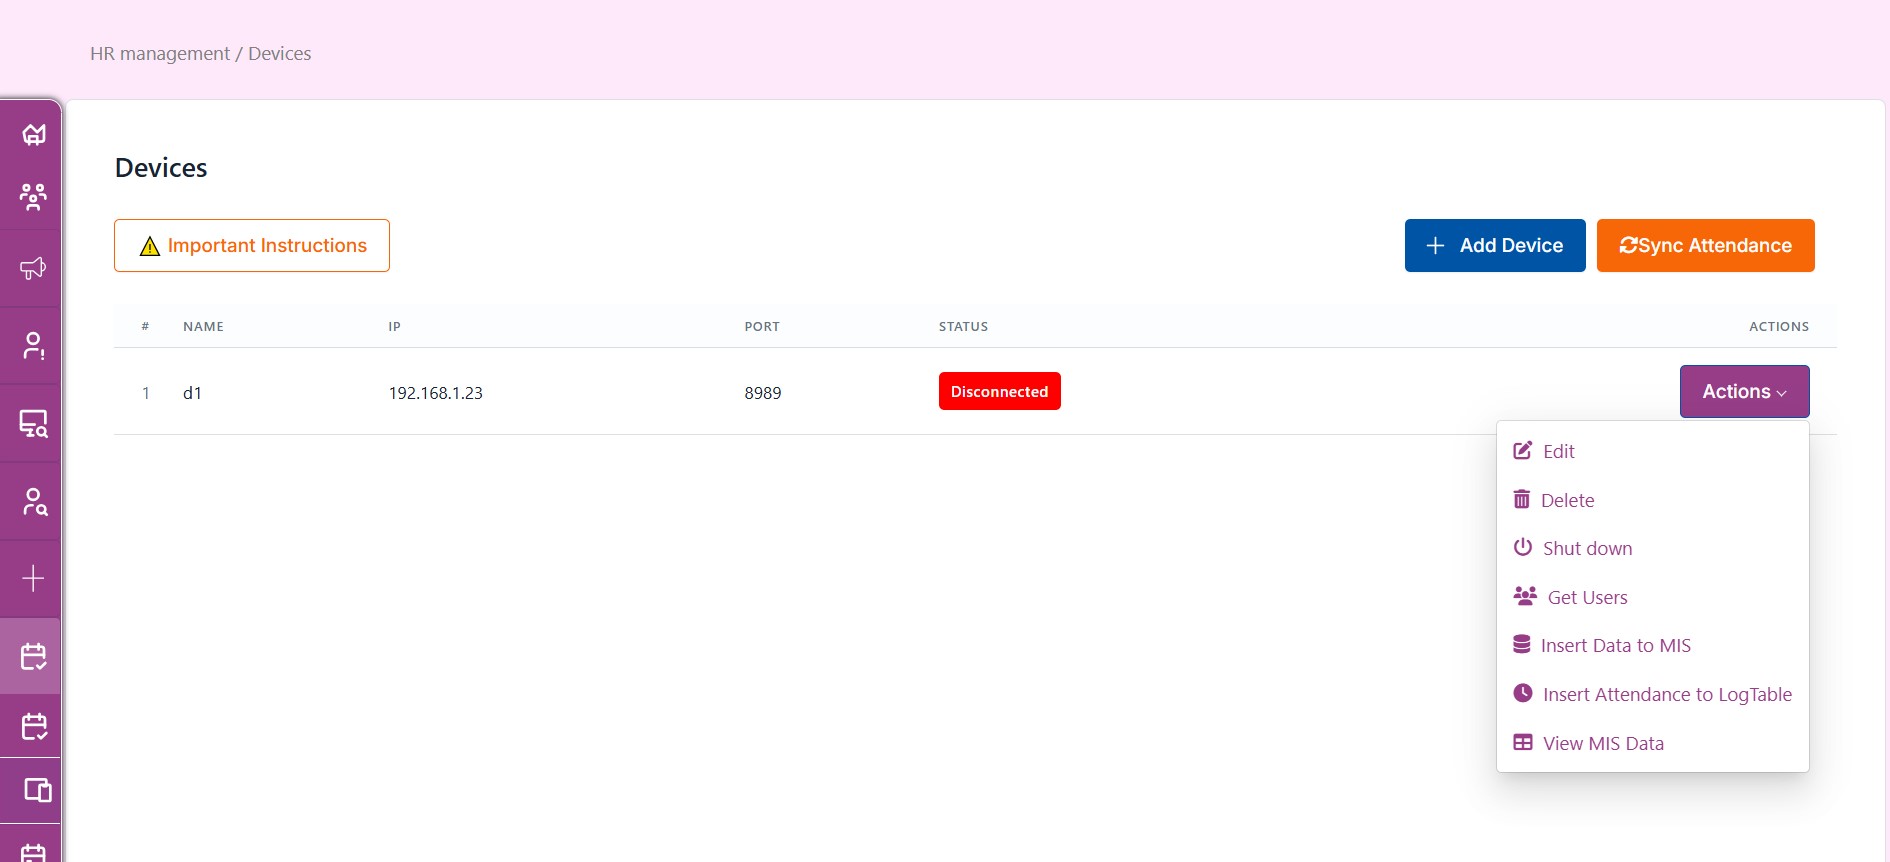 HR management / Devices
Devices
Important Instructions
Add Device
Sync Attendance
# NAME IP PORT STATUS ACTIONS
1 d1 192.168.1.23 8989 Disconnected Actions
Edit
Delete
Shut down
Get Users
Insert Data to MIS
Insert Attendance to LogTable
View MIS Data